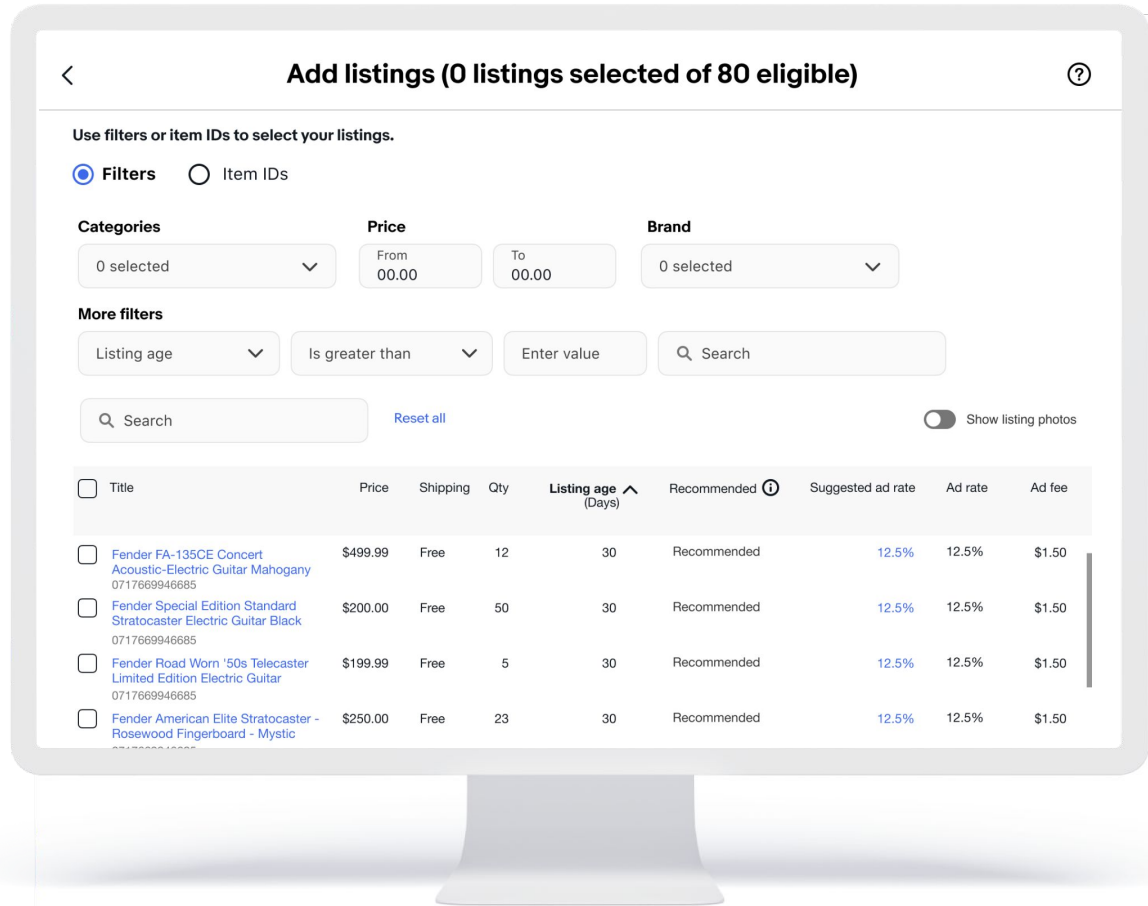 Add listings (0 listings selected of 80 eligible)
?
Use filters or item IDs to select your listings.
Filters Item IDs
Categories Price Brand
0 selected From 00.00 To 00.00 0 selected
More filters
Listing age Is greater than Enter value Search
Search Reset all Show listing photos
Title Price Shipping Qty Listing age (Days) Recommended Suggested ad rate Ad rate Ad fee
Fender FA-135CE Concert $499.99 Free 12 30 Recommended 12.5% 12.5% $1.50
Acoustic-Electric Guitar Mahogany
0717669946685
Fender Special Edition Standard $200.00 Free 50 30 Recommended 12.5% 12.5% $1.50
Stratocaster Electric Guitar Black
0717669946685
Fender Road Worn '50s Telecaster $199.99 Free 5 30 Recommended 12.5% 12.5% $1.50
Limited Edition Electric Guitar
0717669946685
Fender American Elite Stratocaster - $250.00 Free 23 30 Recommended 12.5% 12.5% $1.50
Rosewood Fingerboard - Mystic